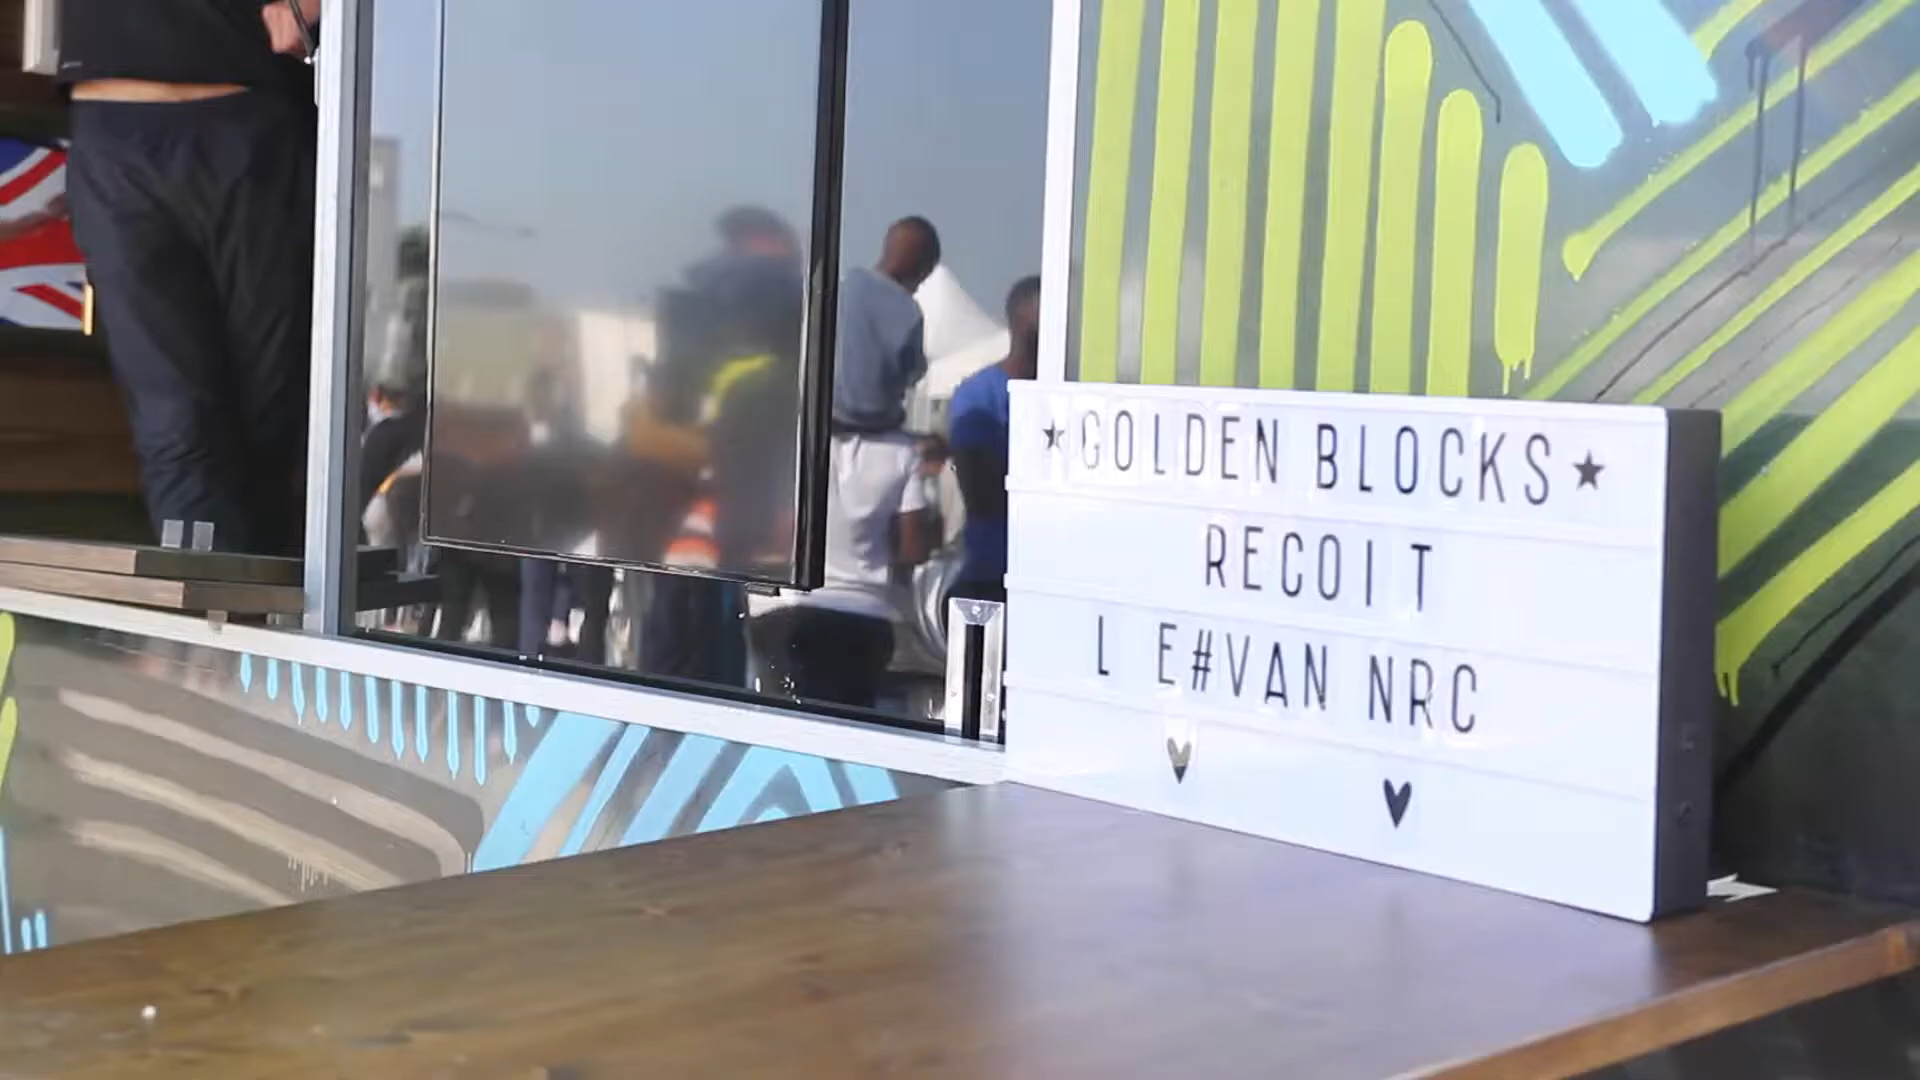 ★GOLDEN BLOCKS★
RECOIT
L E#VAN NRC
♥ ♥